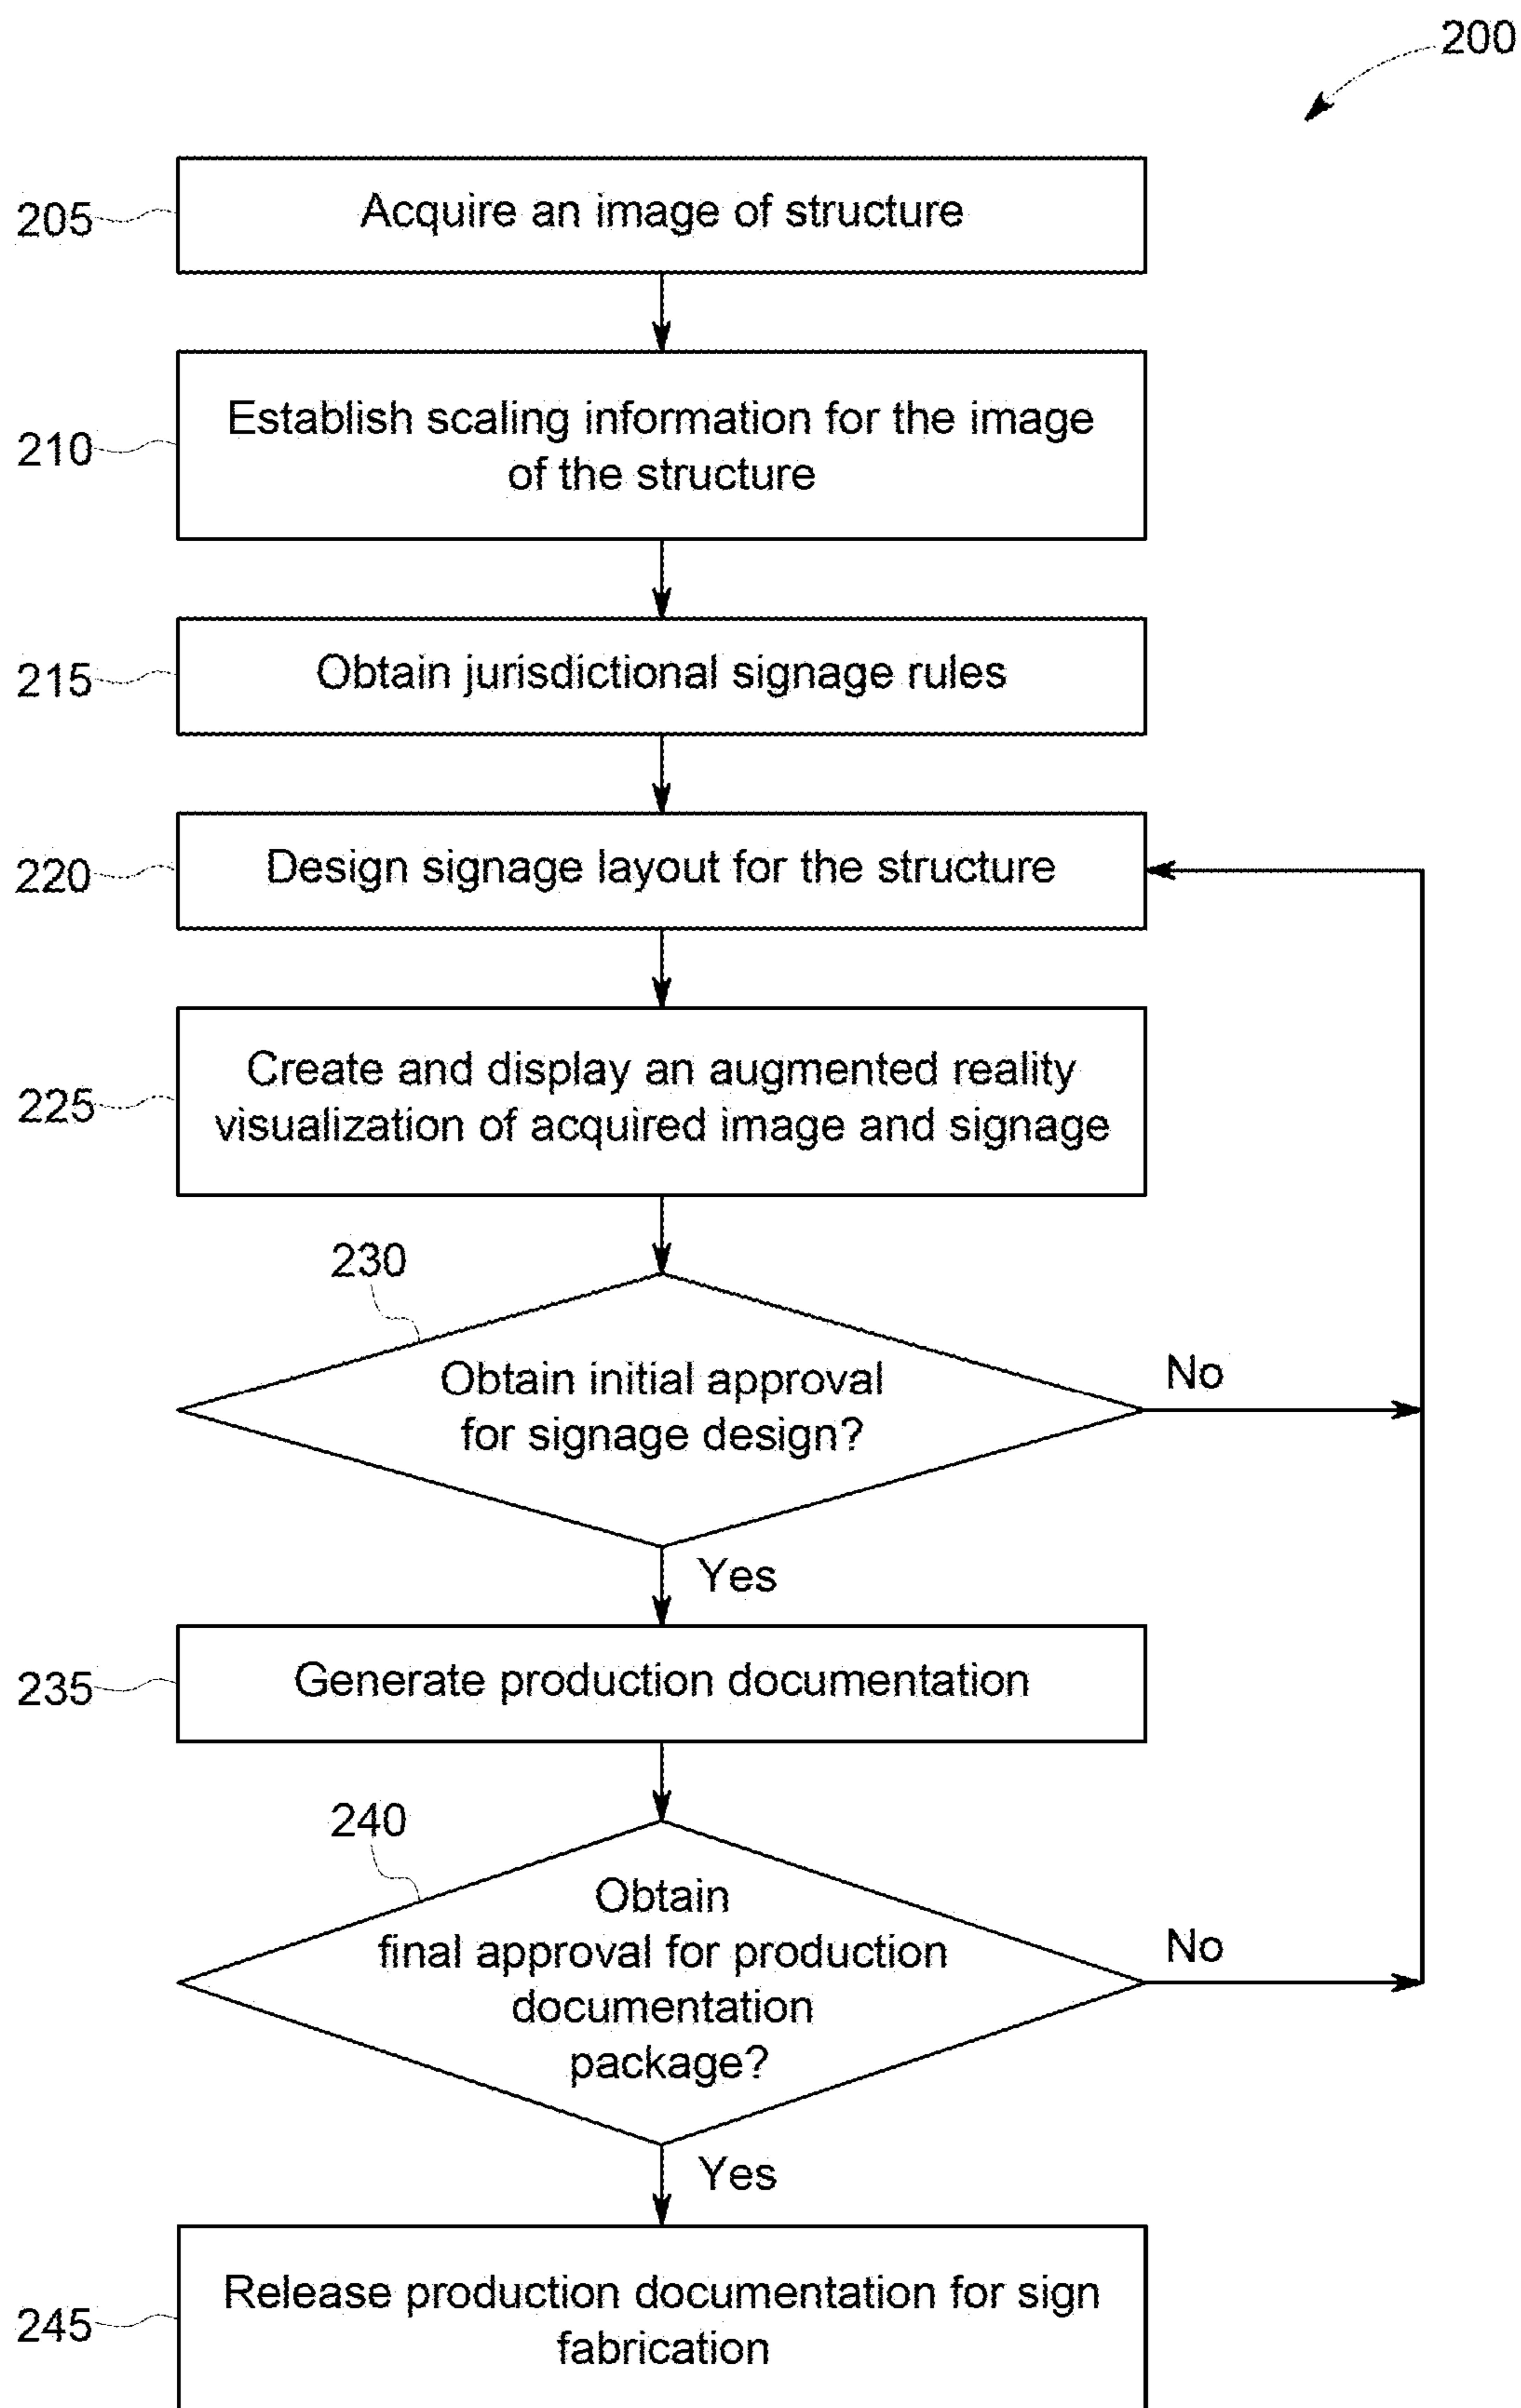 200
205
Acquire an image of structure
210
Establish scaling information for the image
of the structure
215
Obtain jurisdictional signage rules
220
Design signage layout for the structure
225
Create and display an augmented reality
visualization of acquired image and signage
230
Obtain initial approval
for signage design?
No
Yes
235
Generate production documentation
240
Obtain
final approval for production
documentation
package?
No
Yes
245
Release production documentation for sign
fabrication